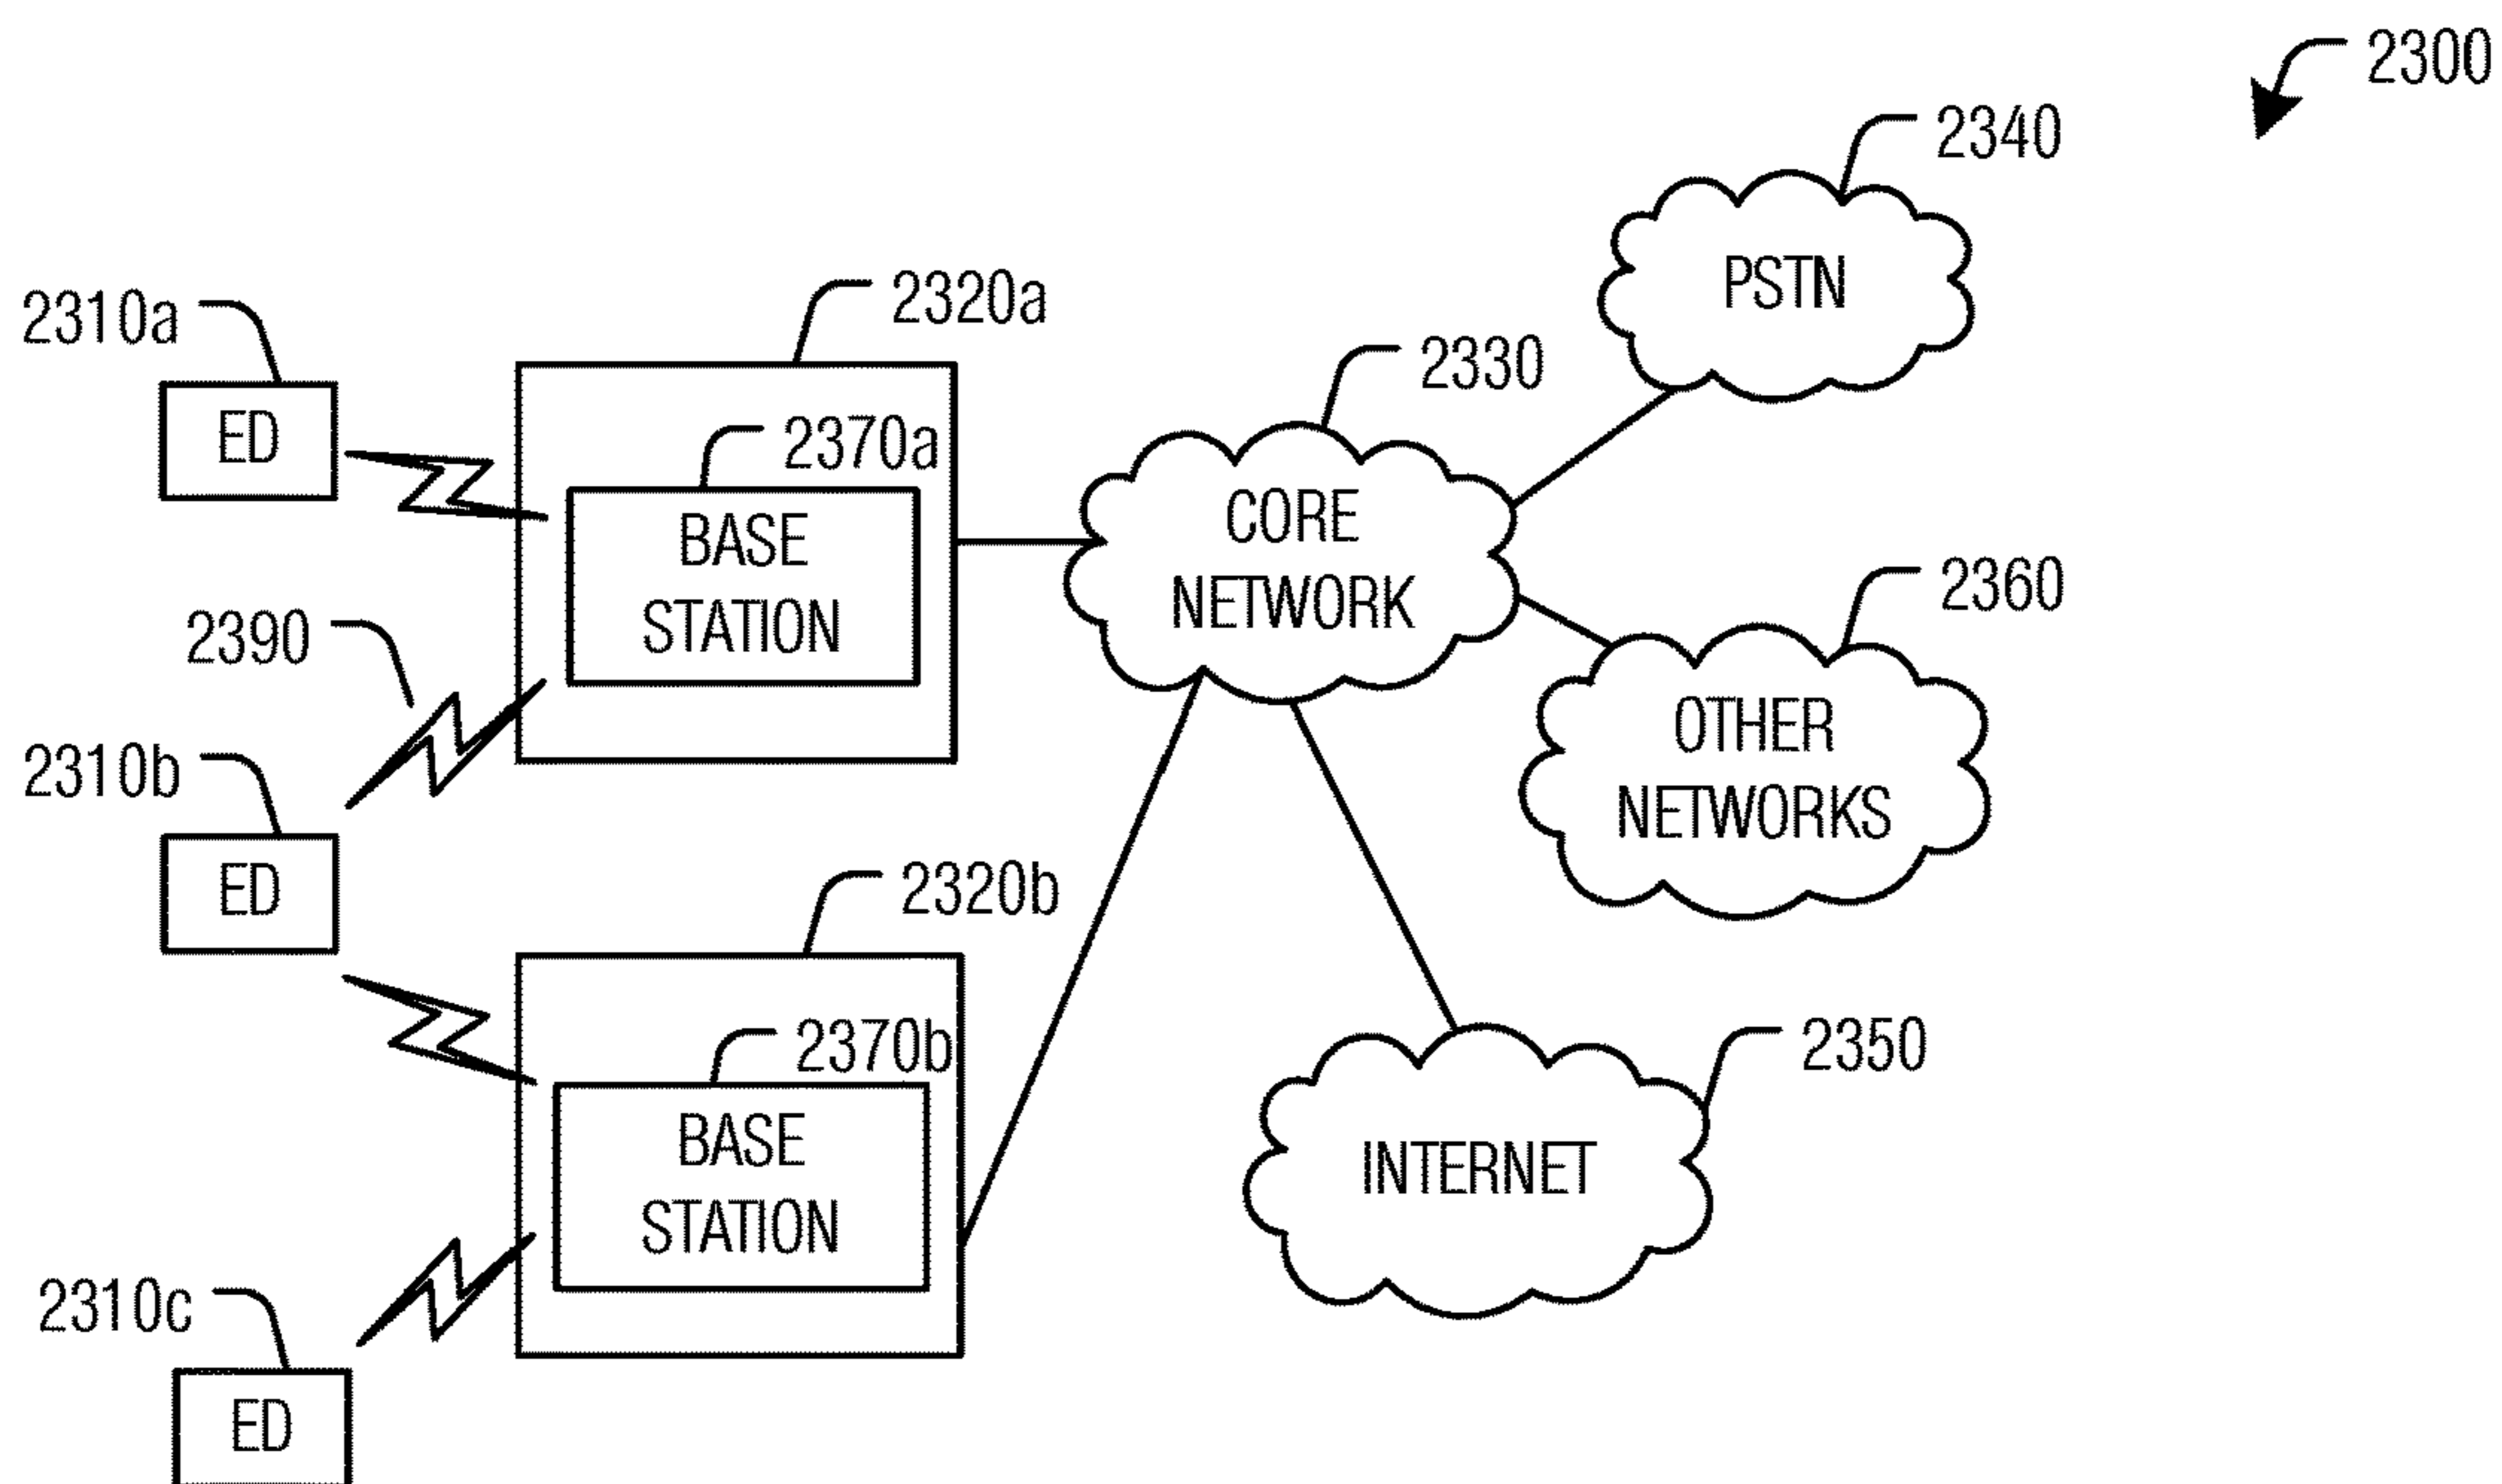 2300
2340
PSTN
2310a
2320a
2330
ED
2370a
BASE
STATION
CORE
NETWORK
2360
2390
OTHER
NETWORKS
2310b
ED
2320b
2370b
BASE
STATION
2350
INTERNET
2310c
ED